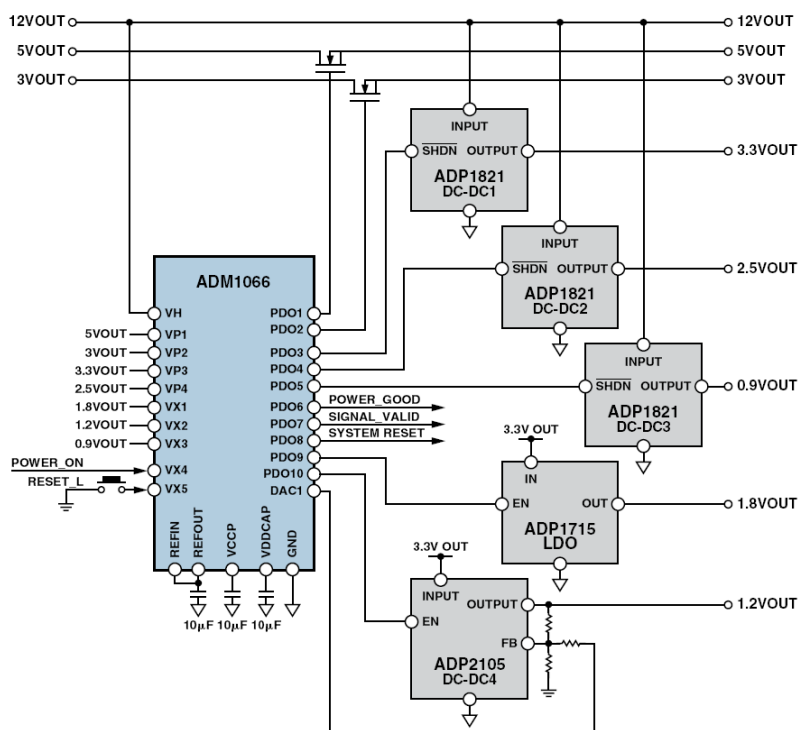 12VOUT 12VOUT
5VOUT 5VOUT
3VOUT 3VOUT
INPUT
SHDN OUTPUT 3.3VOUT
ADP1821
DC-DC1
INPUT
SHDN OUTPUT 2.5VOUT
ADP1821
DC-DC2
INPUT
SHDN OUTPUT 0.9VOUT
ADP1821
DC-DC3
ADM1066
VH PDO1
5VOUT VP1 PDO2
3VOUT VP2 PDO3
3.3VOUT VP3 PDO4
2.5VOUT VP4 PDO5
1.8VOUT VX1 PDO6 POWER_GOOD
1.2VOUT VX2 PDO7 SIGNAL_VALID
0.9VOUT VX3 PDO8 SYSTEM RESET
PDO9
POWER_ON VX4 PDO10
RESET_L VX5 DAC1
REFIN REFOUT VCCP VDDCAP GND
10µF 10µF 10µF
3.3V OUT
IN
EN OUT 1.8VOUT
ADP1715
LDO
3.3V OUT
INPUT
OUTPUT 1.2VOUT
EN
FB
ADP2105
DC-DC4